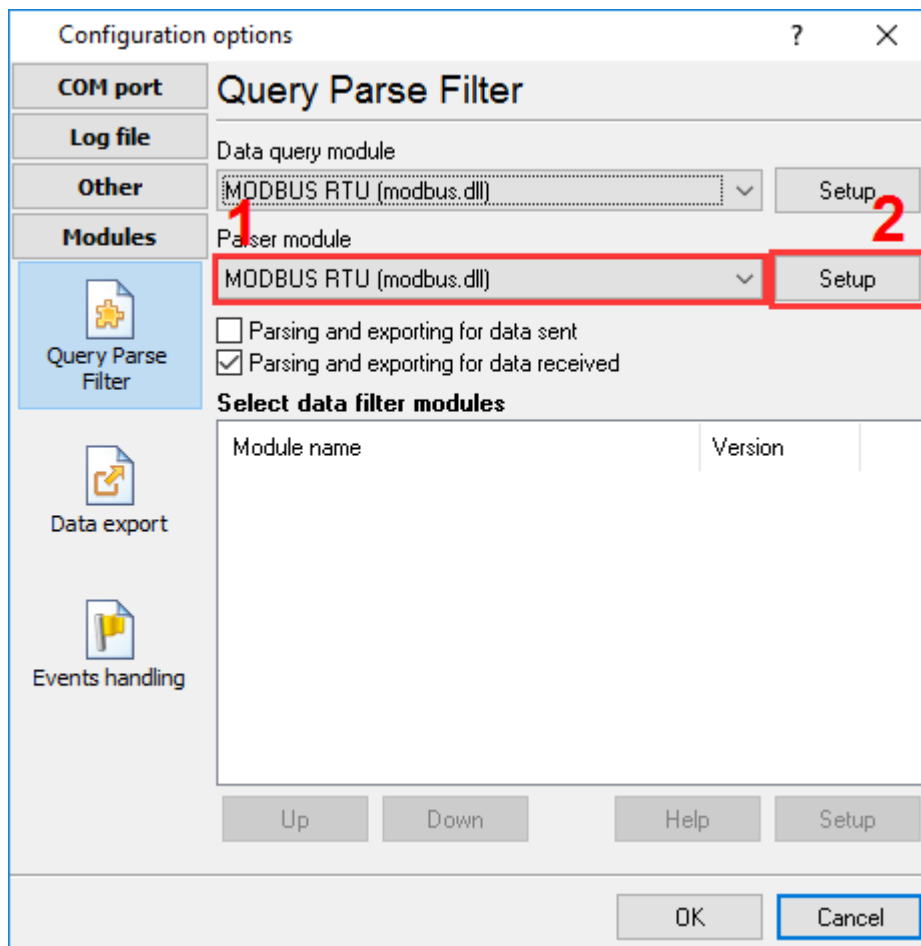 Configuration options
?
COM port
Log file
Other
Modules
Query Parse
Filter
Data export
Events handling
Query Parse Filter
Data query module
MODBUS RTU (modbus.dll)
Setup
1
2
Parser module
MODBUS RTU (modbus.dll)
Setup
Parsing and exporting for data sent
Parsing and exporting for data received
Select data filter modules
Module name Version
Up Down Help Setup
OK Cancel